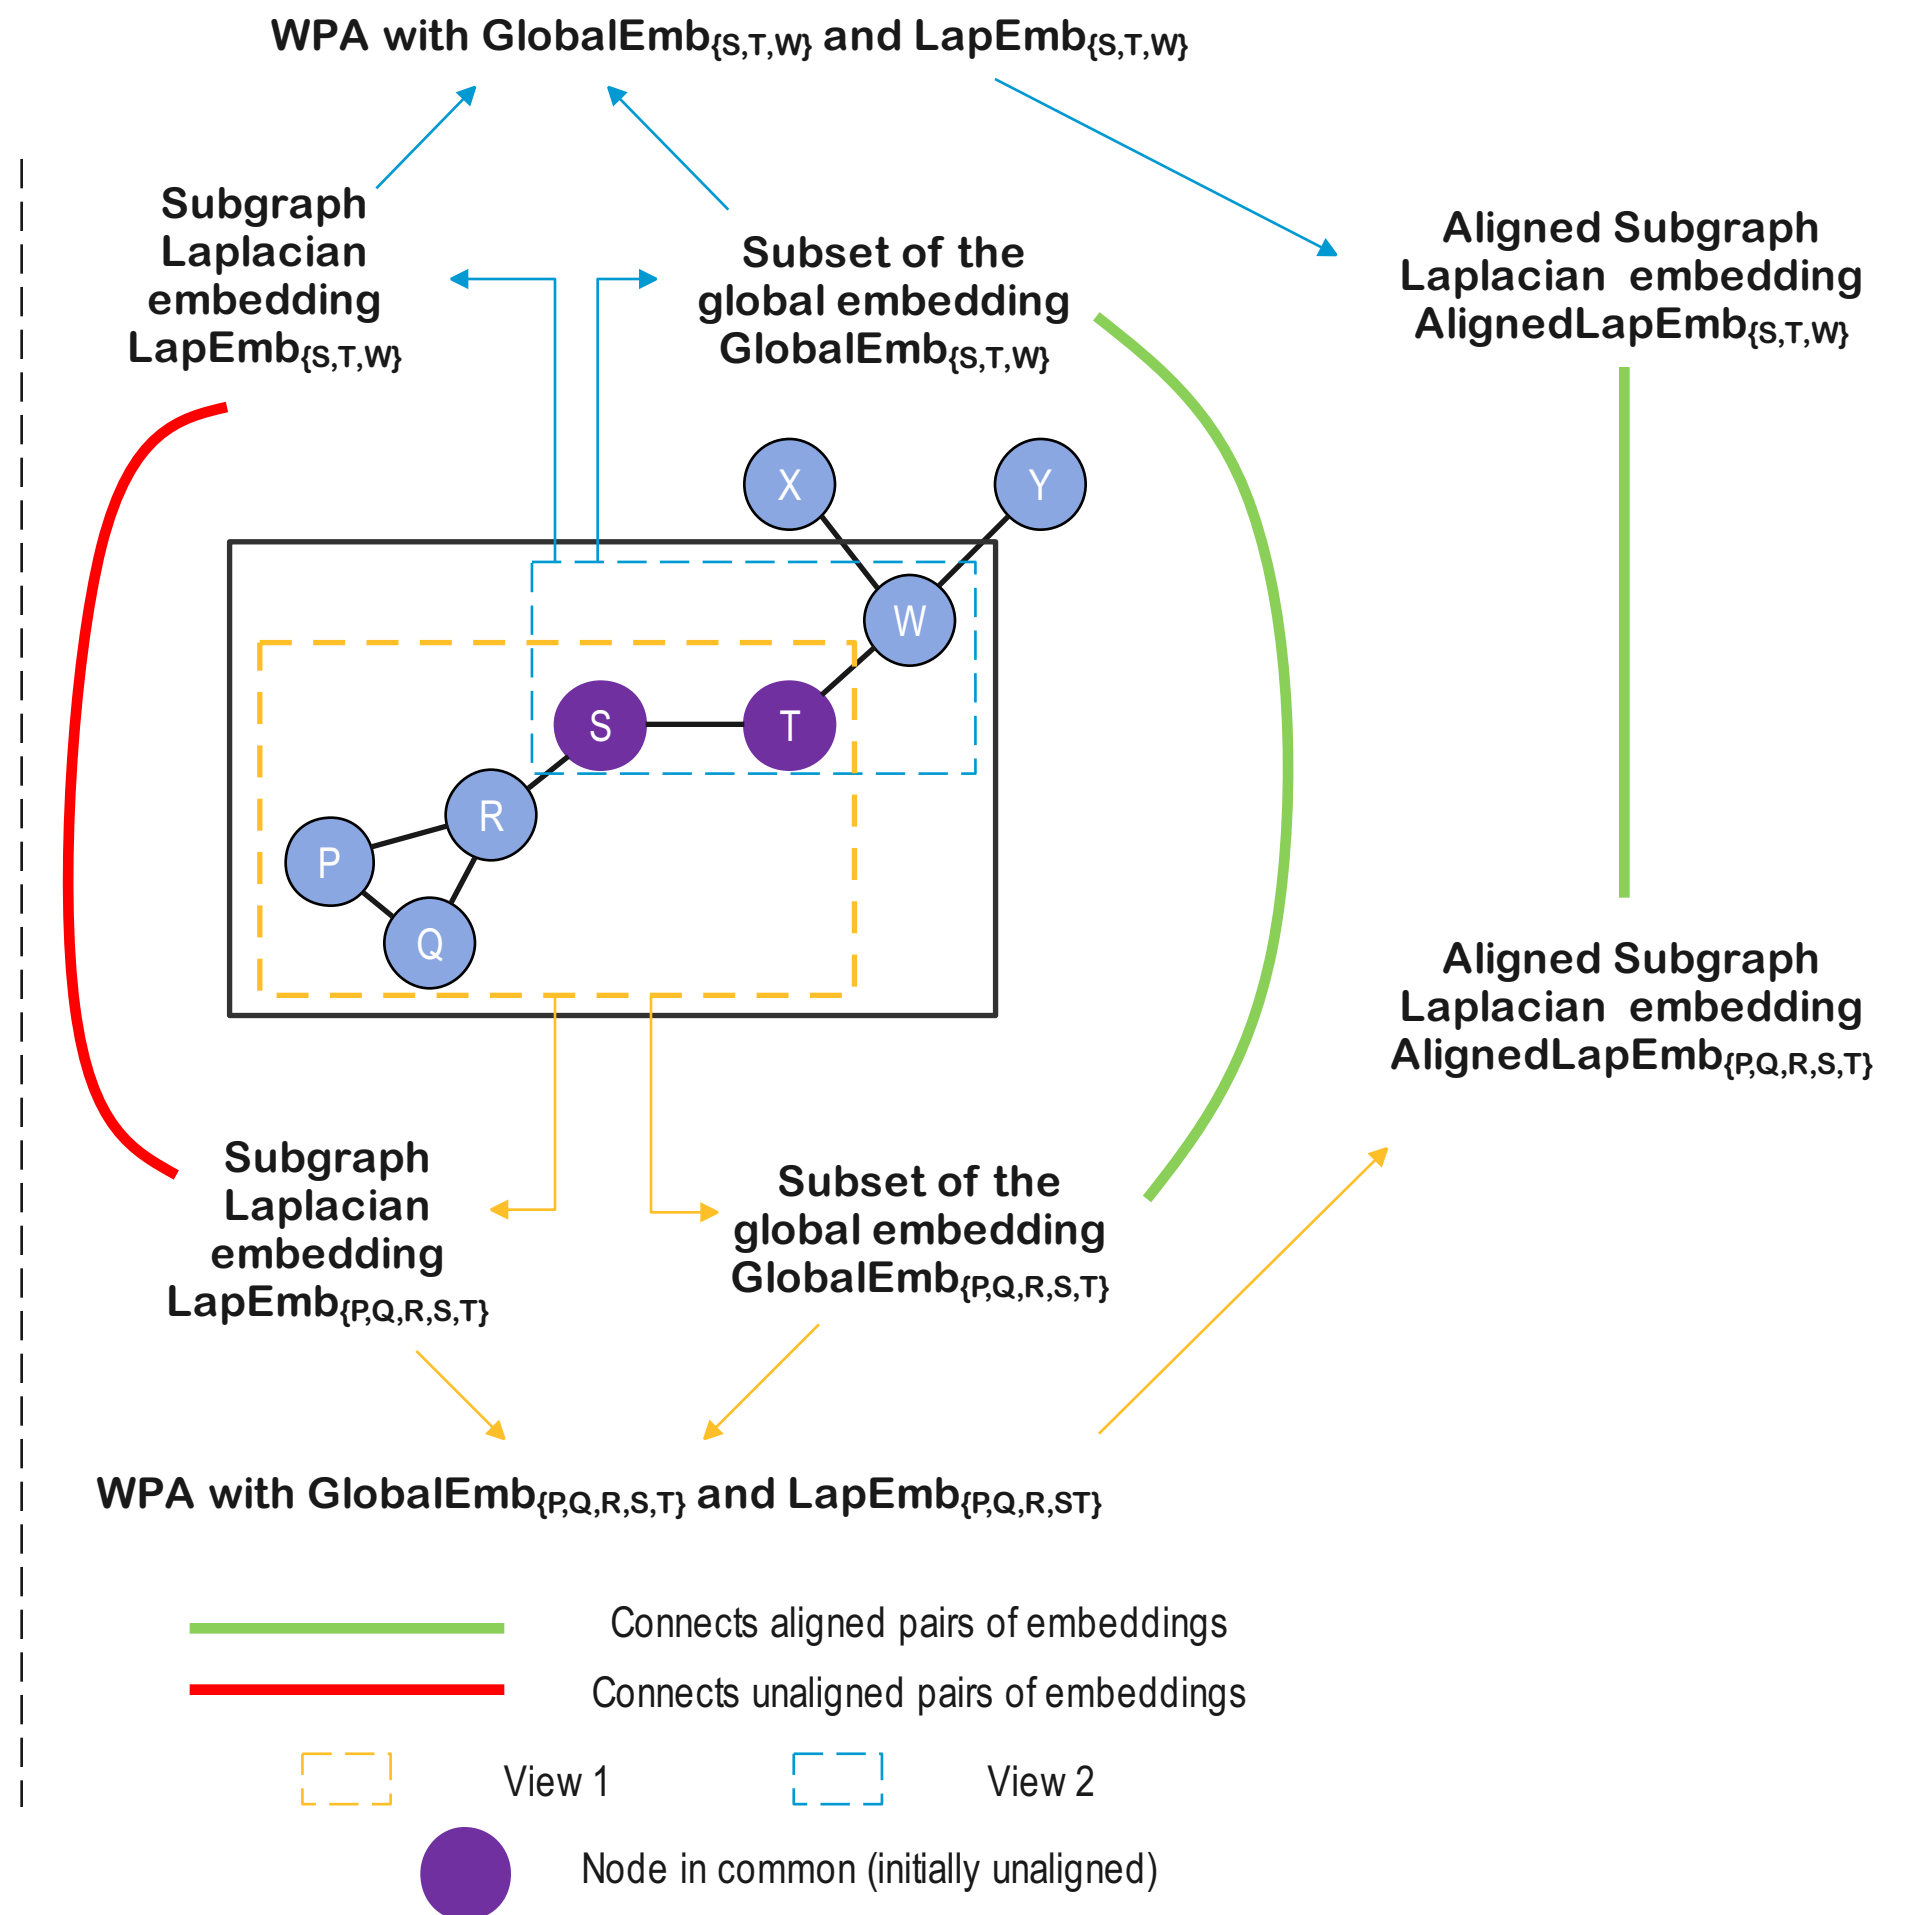 WPA with GlobalEmb{S,T,W} and LapEmb{S,T,W}
Subgraph
Laplacian
embedding
LapEmb{S,T,W}
Subset of the
global embedding
GlobalEmb{S,T,W}
Aligned Subgraph
Laplacian embedding
AlignedLapEmb{S,T,W}
X
Y
W
S
T
R
P
Q
Aligned Subgraph
Laplacian embedding
AlignedLapEmb{P,Q,R,S,T}
Subgraph
Laplacian
embedding
LapEmb{P,Q,R,S,T}
Subset of the
global embedding
GlobalEmb{P,Q,R,S,T}
WPA with GlobalEmb{P,Q,R,S,T} and LapEmb{P,Q,R,ST}
Connects aligned pairs of embeddings
Connects unaligned pairs of embeddings
View 1
View 2
Node in common (initially unaligned)